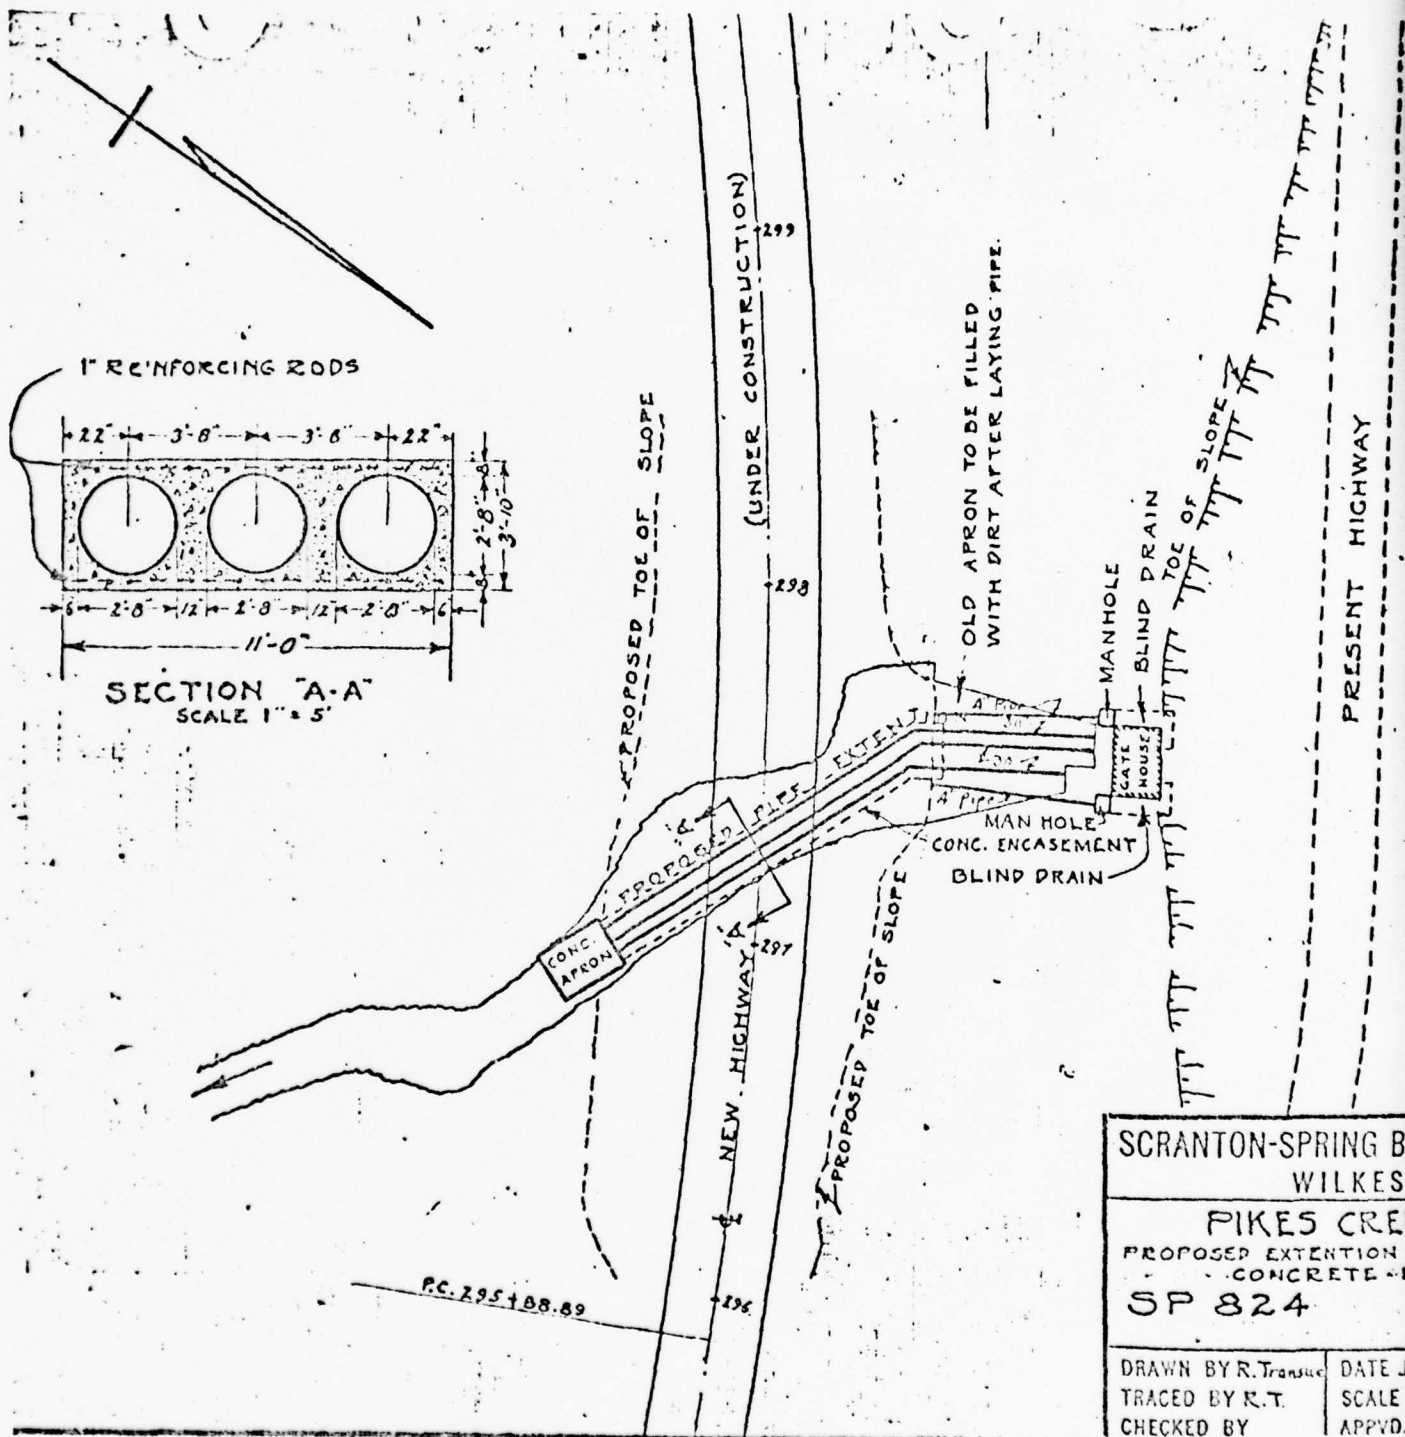 1" REINFORCING RODS
22" 3'-8" 3'-8" 22"
8"
2'-8"
3'-10"
8"
6 2'-8" 12" 2'-8" 12" 2'-8" 6
11'-0"
SECTION "A-A"
SCALE 1" = 5'
PROPOSED TOE OF SLOPE
(UNDER CONSTRUCTION)
299
298
297
296
NEW HIGHWAY
OLD APRON TO BE FILLED
WITH DIRT AFTER LAYING PIPE.
MANHOLE
BLIND DRAIN
TOE OF SLOPE
PRESENT HIGHWAY
PROPOSED PIPE EXTENT.
A' Pipe
GATE
HOUSE
A' Pipe
MAN HOLE
CONC. ENCASEMENT
BLIND DRAIN
A
A
CONC.
APRON
PROPOSED TOE OF SLOPE
P.C. 295+88.89
SCRANTON-SPRING B
WILKES
PIKES CRE
PROPOSED EXTENTION
CONCRETE
SP 824
DRAWN BY R. Transue DATE J
TRACED BY R.T. SCALE
CHECKED BY APPVD.